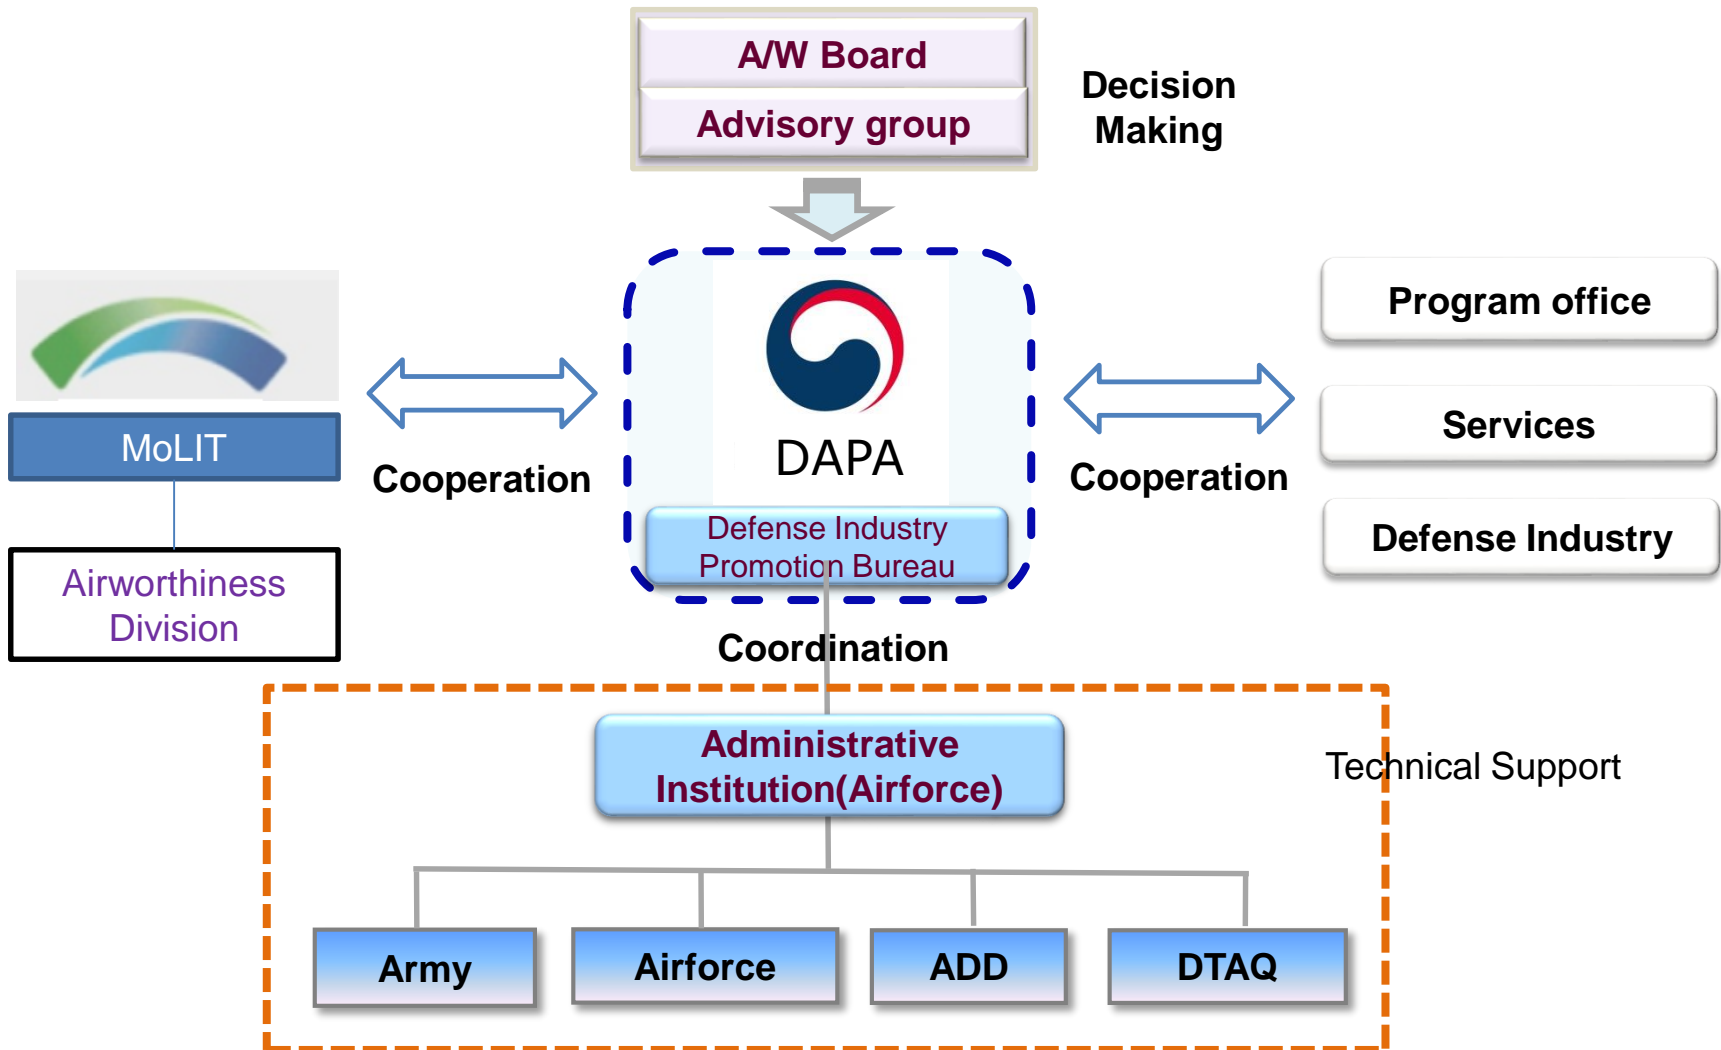 A/W Board
Advisory group
Decision
Making
MoLIT
Airworthiness
Division
Cooperation
DAPA
Defense Industry
Promotion Bureau
Cooperation
Program office
Services
Defense Industry
Coordination
Administrative
Institution(Airforce)
Technical Support
Army
Airforce
ADD
DTAQ